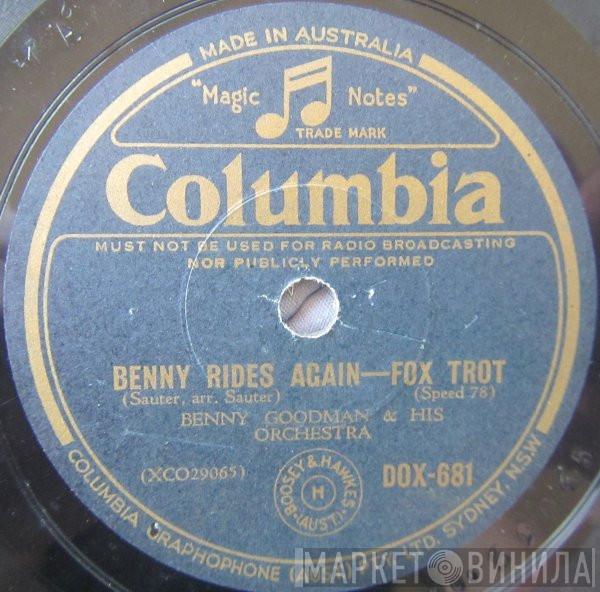 MADE IN AUSTRALIA
"Magic Notes"
TRADE MARK
Columbia
MUST NOT BE USED FOR RADIO BROADCASTING
NOR PUBLICLY PERFORMED
BENNY RIDES AGAIN—FOX TROT
(Sauter, arr. Sauter) (Speed 78)
BENNY GOODMAN & HIS
ORCHESTRA
(XCO29065)
BOOSEY & HAWKES
(AUST)
H
DOX-681
COLUMBIA GRAPHOPHONE (AUST) LTD. SYDNEY, N.S.W
МАРКЕТ ВИНИЛА